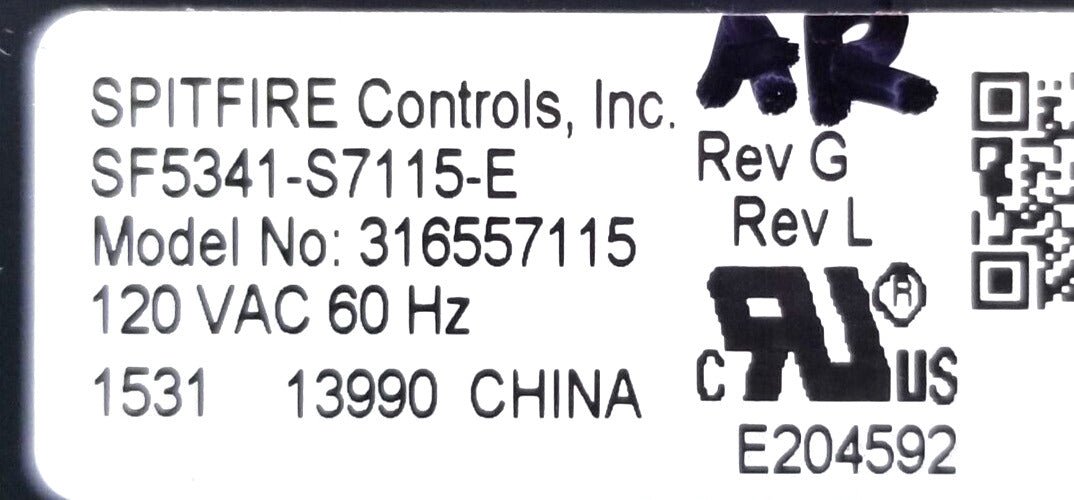 SPITFIRE Controls, Inc.
SF5341-S7115-E
Model No: 316557115
120 VAC 60 Hz
1531 13990 CHINA
AR
Rev G
Rev L
c RU ® US
E204592